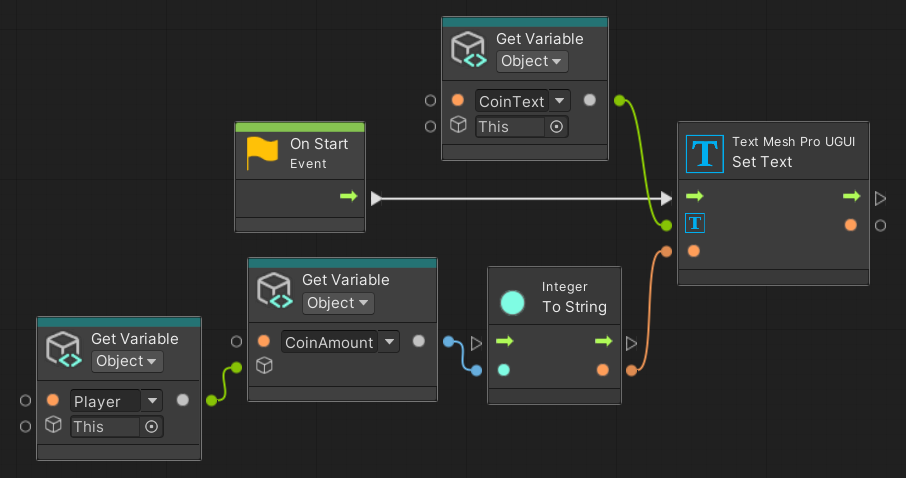 Get Variable
Object
CoinText
This
On Start
Event
T
Text Mesh Pro UGUI
Set Text
T
Get Variable
Object
CoinAmount
Integer
To String
Get Variable
Object
Player
This